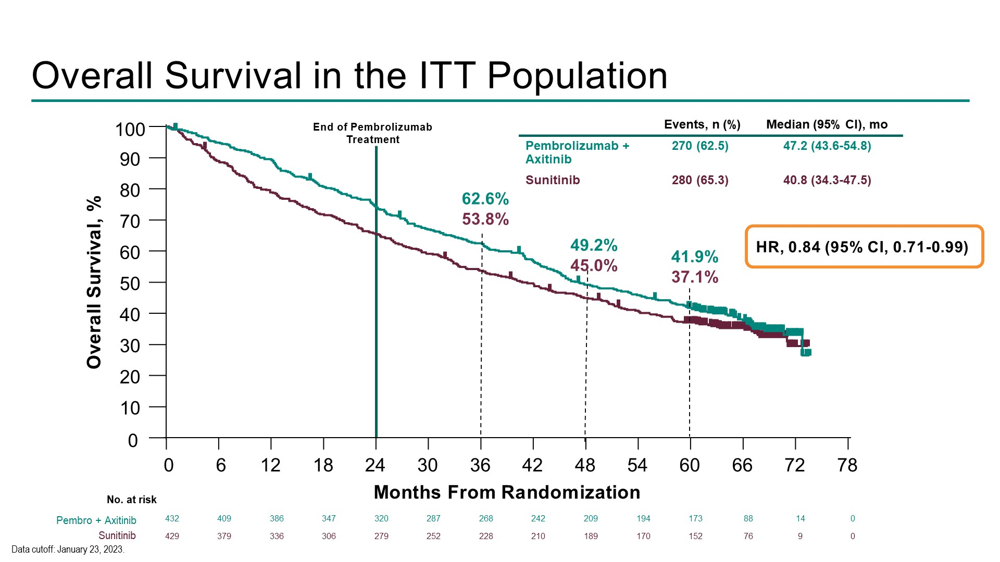 Overall Survival in the ITT Population
End of Pembrolizumab
Treatment
Events, n (%) Median (95% CI), mo
Pembrolizumab +
Axitinib 270 (62.5) 47.2 (43.6-54.8)
Sunitinib 280 (65.3) 40.8 (34.3-47.5)
HR, 0.84 (95% CI, 0.71-0.99)
62.6%
53.8%
49.2%
45.0%
41.9%
37.1%
Overall Survival, %
100
90
80
70
60
50
40
30
20
10
0
0 6 12 18 24 30 36 42 48 54 60 66 72 78
Months From Randomization
No. at risk
Pembro + Axitinib 432 409 386 347 320 287 268 242 209 194 173 88 14 0
Sunitinib 429 379 336 306 279 252 228 210 189 170 152 76 9 0
Data cutoff: January 23, 2023.